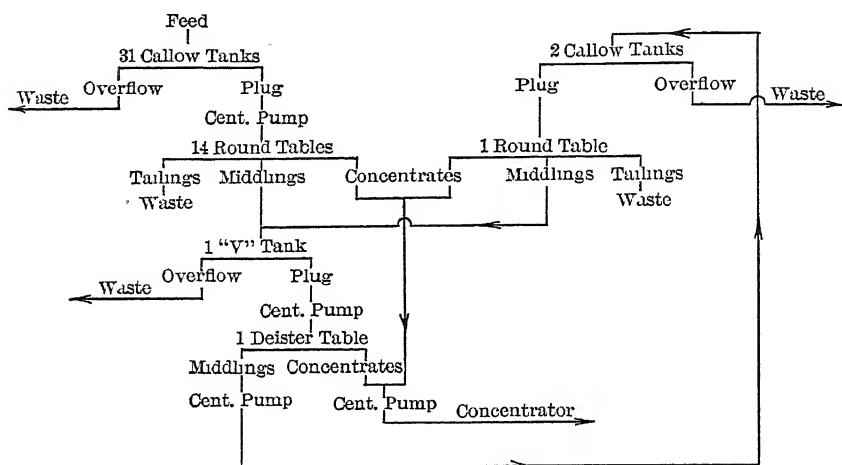 Feed
31 Callow Tanks
2 Callow Tanks
Overflow Plug
Plug Overflow
Waste
Waste
Cent. Pump
14 Round Tables
1 Round Table
Tailings Middlings Concentrates Middlings Tailings
Waste
Waste
1 "V" Tank
Overflow Plug
Waste
Cent. Pump
1 Deister Table
Middlings Concentrates
Cent. Pump Cent. Pump
Concentrator